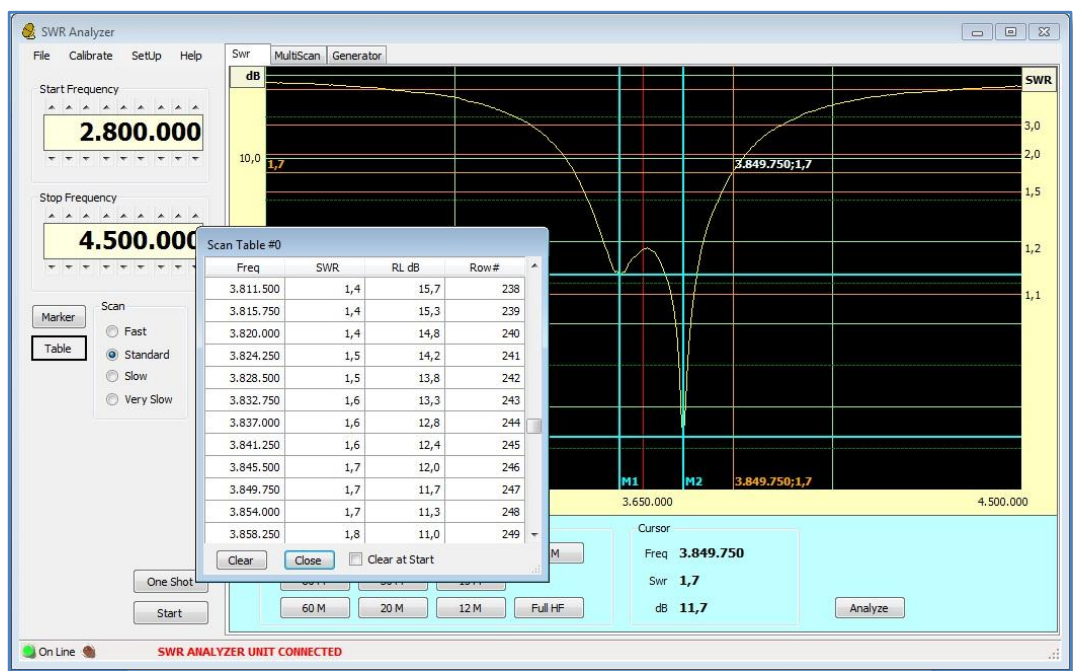 SWR Analyzer
File Calibrate SetUp Help
Swr MultiScan Generator
Start Frequency
2.800.000
Stop Frequency
4.500.000
Marker
Table
Scan
Fast
Standard
Slow
Very Slow
One Shot
Start
dB
10,0
1,7
3.849.750;1,7
SWR
3,0
2,0
1,5
1,2
1,1
M1 M2 3.849.750;1,7
3.650.000 4.500.000
Scan Table #0
Freq SWR RL dB Row#
3.811.500 1,4 15,7 238
3.815.750 1,4 15,3 239
3.820.000 1,4 14,8 240
3.824.250 1,5 14,2 241
3.828.500 1,5 13,8 242
3.832.750 1,6 13,3 243
3.837.000 1,6 12,8 244
3.841.250 1,6 12,4 245
3.845.500 1,7 12,0 246
3.849.750 1,7 11,7 247
3.854.000 1,7 11,3 248
3.858.250 1,8 11,0 249
Clear Close Clear at Start
M
60 M 20 M 12 M Full HF
Cursor
Freq 3.849.750
Swr 1,7
dB 11,7
Analyze
On Line SWR ANALYZER UNIT CONNECTED